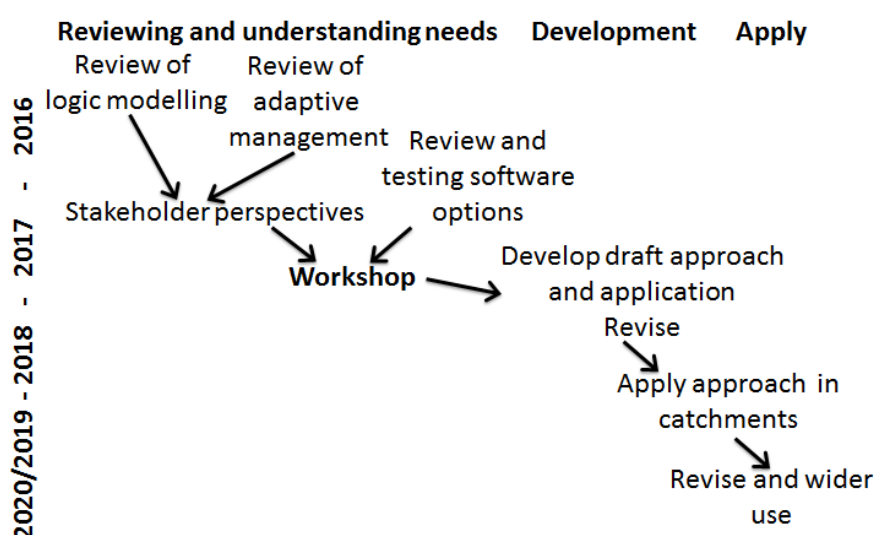 Reviewing and understanding needs Development Apply
Review of
logic modelling
Review of
adaptive
management
Review and
testing software
options
Stakeholder perspectives
Workshop
Develop draft approach
and application
Revise
Apply approach in
catchments
Revise and wider
use
2020/2019 - 2018 - 2017 - 2016